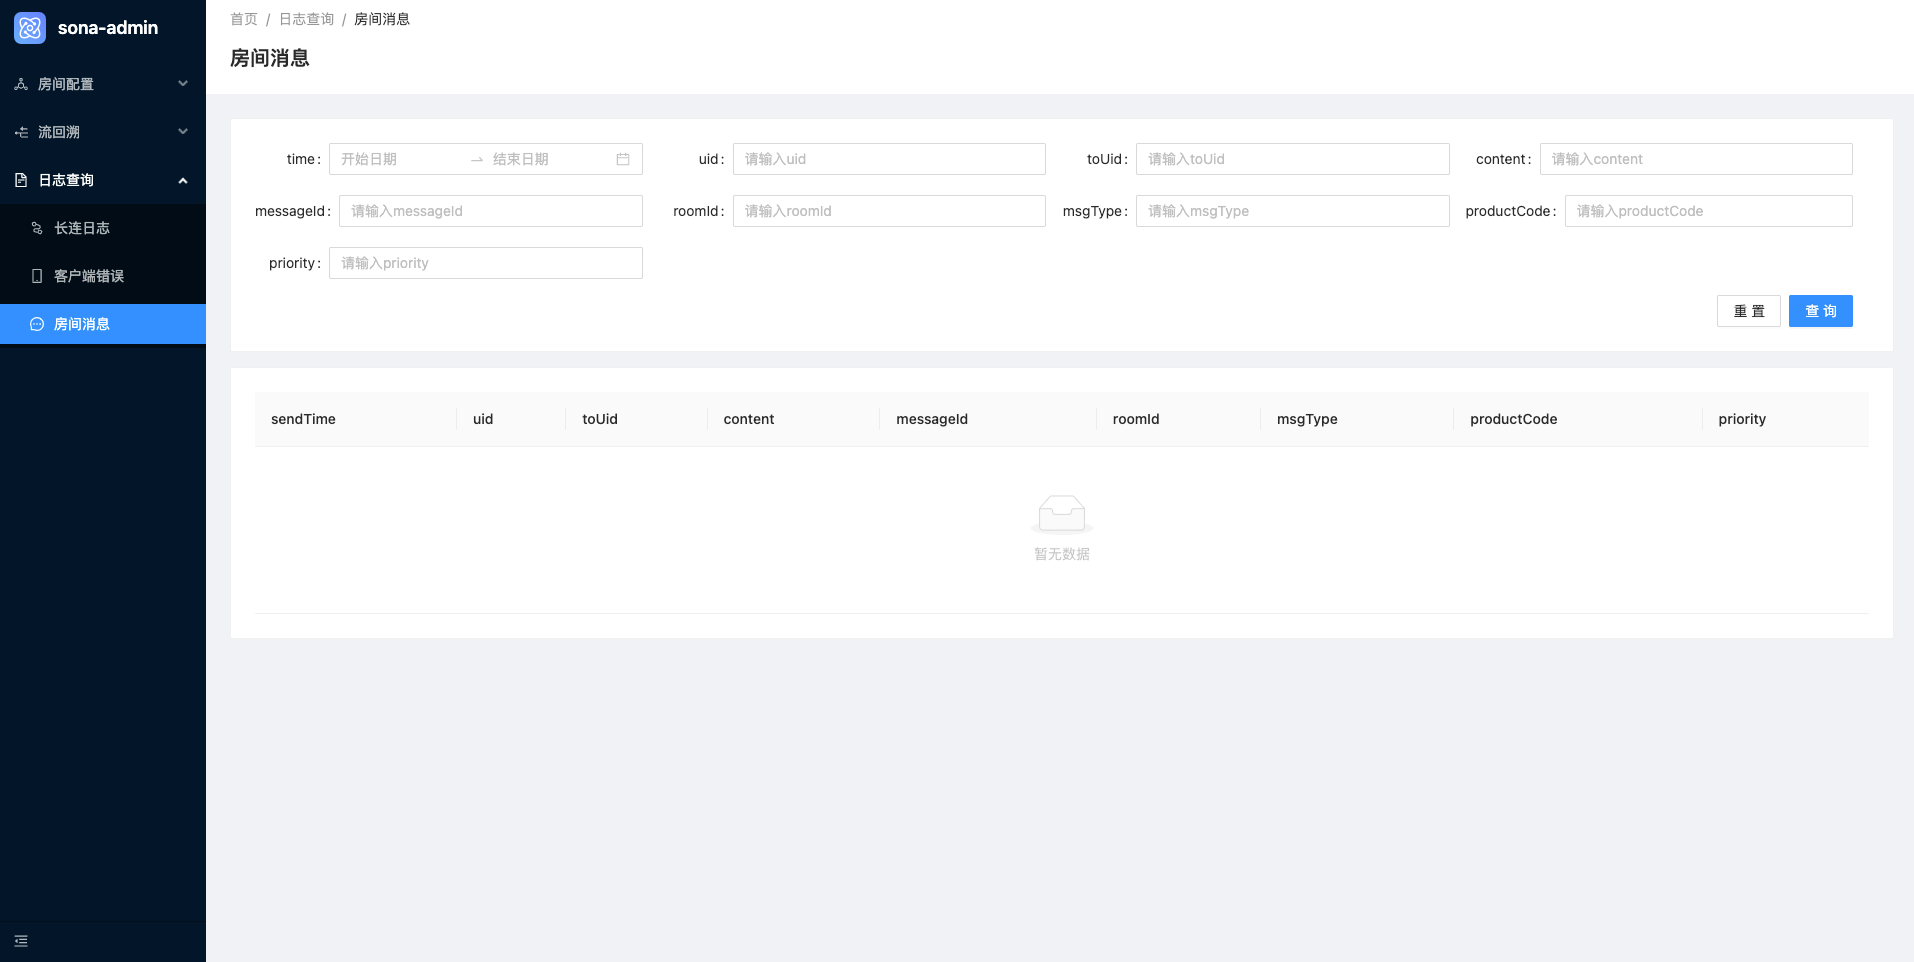 sona-admin
房间配置
流回溯
日志查询
长连日志
客户端错误
房间消息
首页 / 日志查询 / 房间消息
房间消息
time: 开始日期 → 结束日期 uid: 请输入uid toUid: 请输入toUid content: 请输入content
messageId: 请输入messageId roomId: 请输入roomId msgType: 请输入msgType productCode: 请输入productCode
priority: 请输入priority
重 置 查 询
sendTime uid toUid content messageId roomId msgType productCode priority
暂无数据